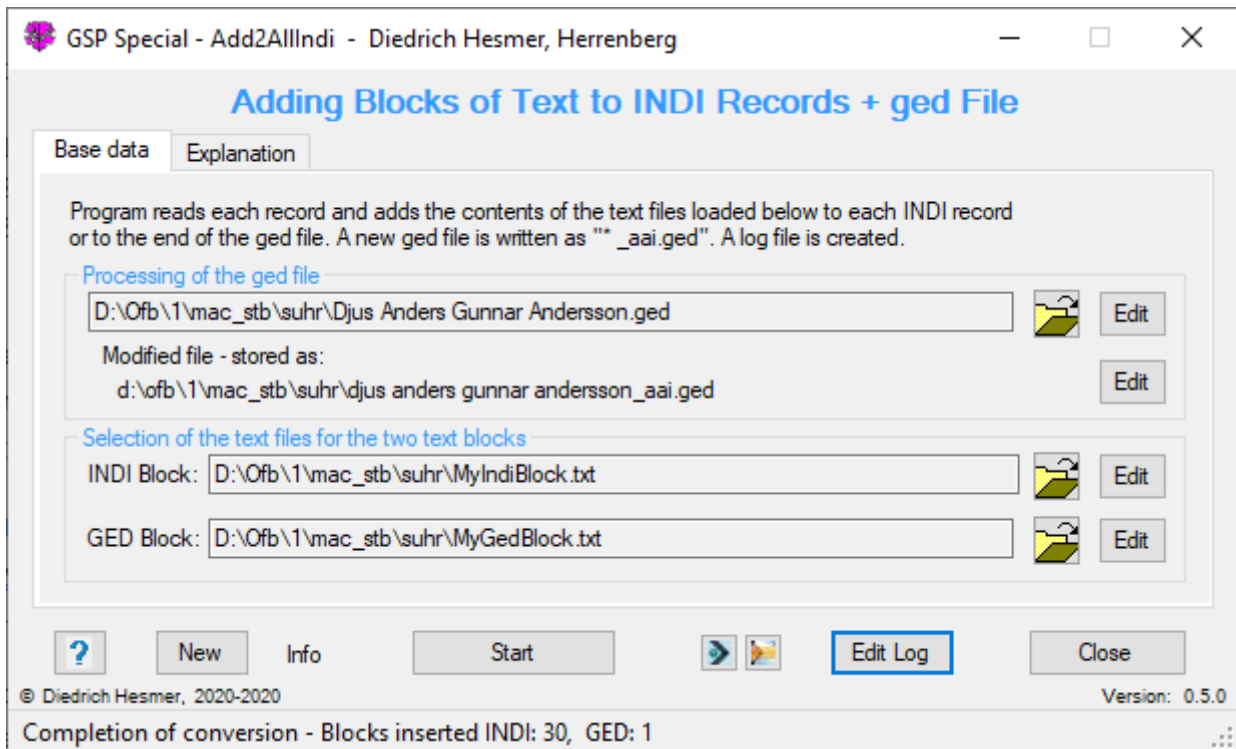 GSP Special - Add2AllIndi - Diedrich Hesmer, Herrenberg
Adding Blocks of Text to INDI Records + ged File
Base data Explanation
Program reads each record and adds the contents of the text files loaded below to each INDI record
or to the end of the ged file. A new ged file is written as "* _aai.ged". A log file is created.
Processing of the ged file
D:\Ofb\1\mac_stb\suhr\Djus Anders Gunnar Andersson.ged Edit
Modified file - stored as:
d:\ofb\1\mac_stb\suhr\djus anders gunnar andersson_aai.ged Edit
Selection of the text files for the two text blocks
INDI Block: D:\Ofb\1\mac_stb\suhr\MyIndiBlock.txt Edit
GED Block: D:\Ofb\1\mac_stb\suhr\MyGedBlock.txt Edit
? New Info Start Edit Log Close
© Diedrich Hesmer, 2020-2020 Version: 0.5.0
Completion of conversion - Blocks inserted INDI: 30, GED: 1